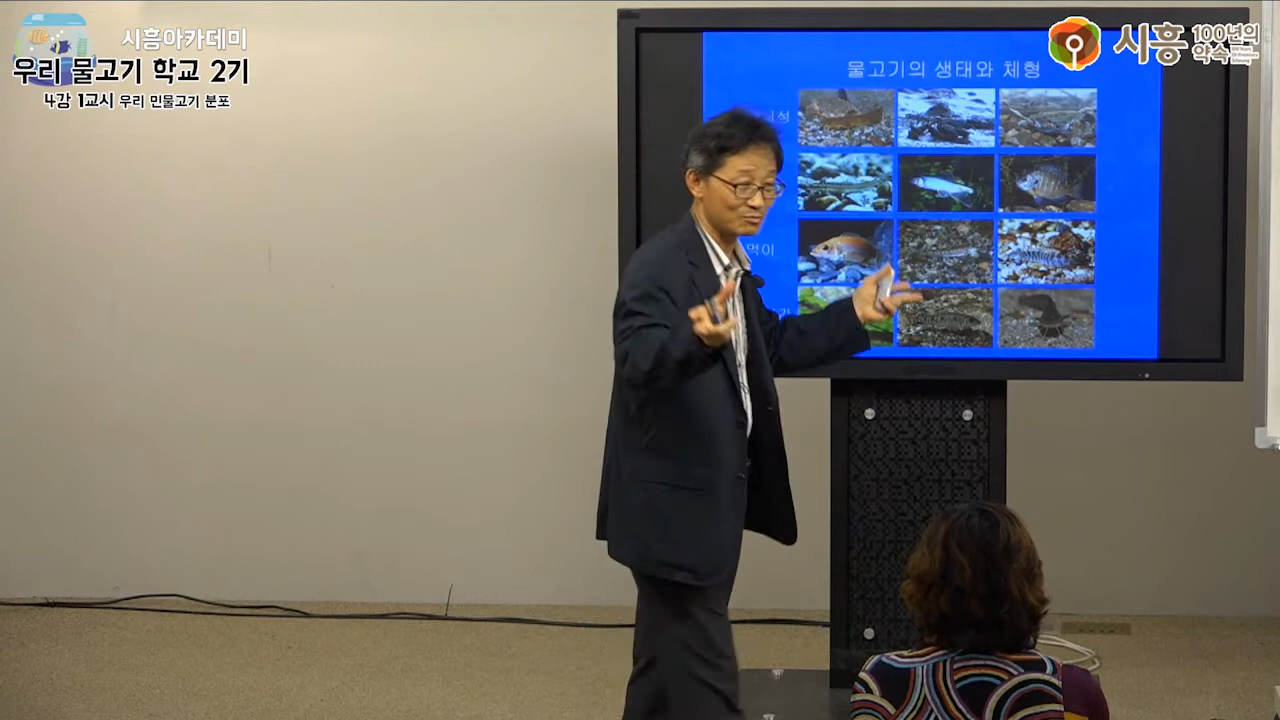 시흥아카데미
우리 물고기 학교 2기
4강 1교시 우리 민물고기 분포
시흥 100년의 약속
물고기의 생태와 체형
먹이